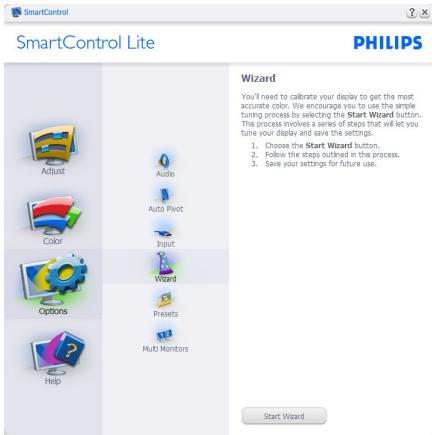 SmartControl
? ×
SmartControl Lite
PHILIPS
Adjust
Color
Options
Help
Audio
Auto Pivot
Input
Wizard
Presets
Multi Monitors
Wizard
You'll need to calibrate your display to get the most
accurate color. We encourage you to use the simple
tuning process by selecting the Start Wizard button.
This process involves a series of steps that will let you
tune your display and save the settings.
1. Choose the Start Wizard button.
2. Follow the steps outlined in this process.
3. Save your settings for future use.
Start Wizard